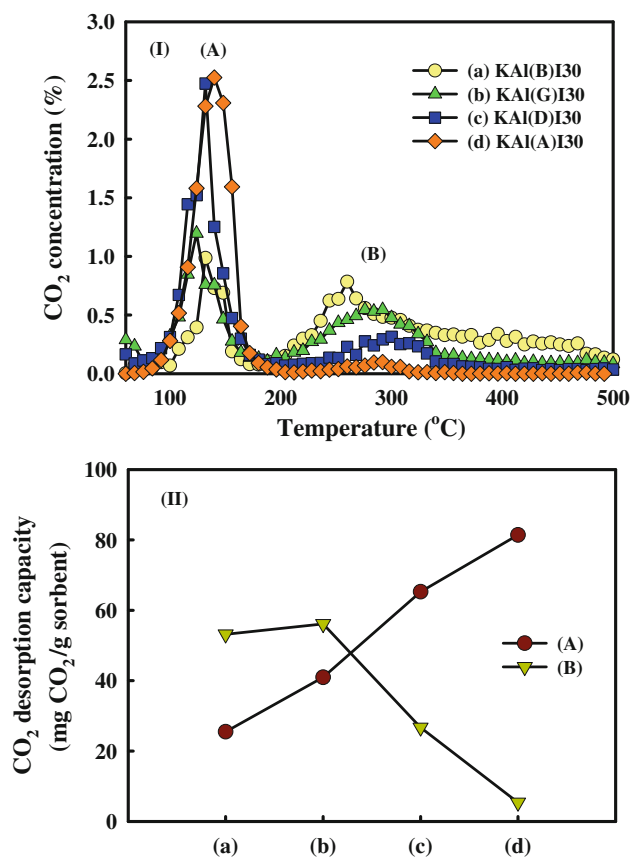 (I)
(A)
(B)
(a) KAl(B)I30
(b) KAl(G)I30
(c) KAl(D)I30
(d) KAl(A)I30
CO2 concentration (%)
3.0
2.5
2.0
1.5
1.0
0.5
0.0
100
200
300
400
500
Temperature (°C)
(II)
CO2 desorption capacity
(mg CO2/g sorbent)
100
80
60
40
20
0
(A)
(B)
(a)
(b)
(c)
(d)